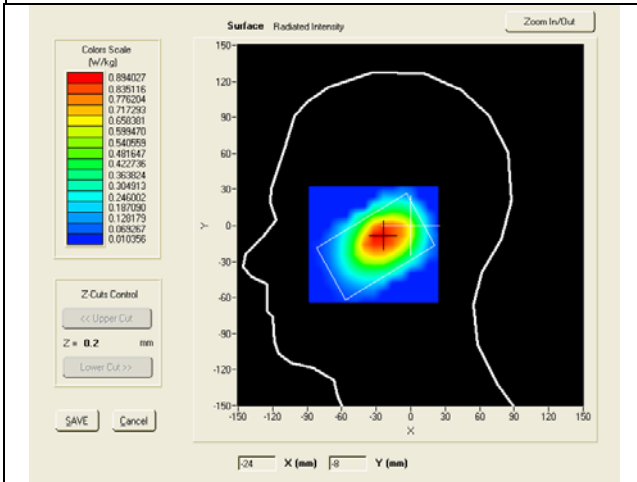 Surface Radiated Intensity
Zoom In/Out
Colors Scale
(W/kg)
0.894027
0.835116
0.776204
0.717293
0.658381
0.599470
0.540559
0.481647
0.422736
0.363824
0.304913
0.246002
0.187090
0.128179
0.069267
0.010356
150
120
90
60
30
0
-30
-60
-90
-120
-150
Y
-150 -120 -90 -60 -30 0 30 60 90 120 150
X
Z-Cuts Control
<< Upper Cut
Z = 0.2 mm
Lower Cut >>
SAVE Cancel
-24 X (mm) -8 Y (mm)